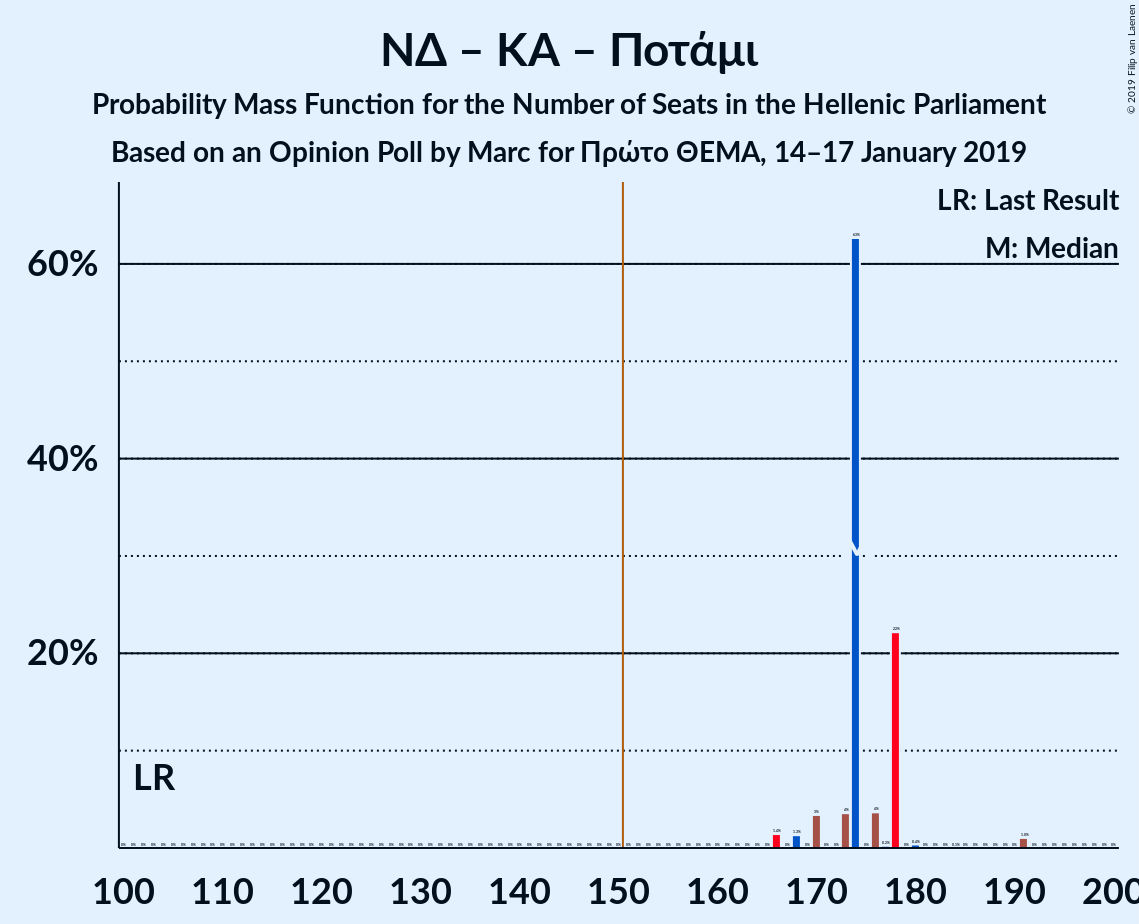 ΝΔ – ΚΑ – Ποτάμι
Probability Mass Function for the Number of Seats in the Hellenic Parliament
Based on an Opinion Poll by Marc for Πρώτο ΘΕΜΑ, 14–17 January 2019
© 2019 Filip van Laenen
LR: Last Result
M: Median
60%
40%
20%
LR
100 110 120 130 140 150 160 170 180 190 200